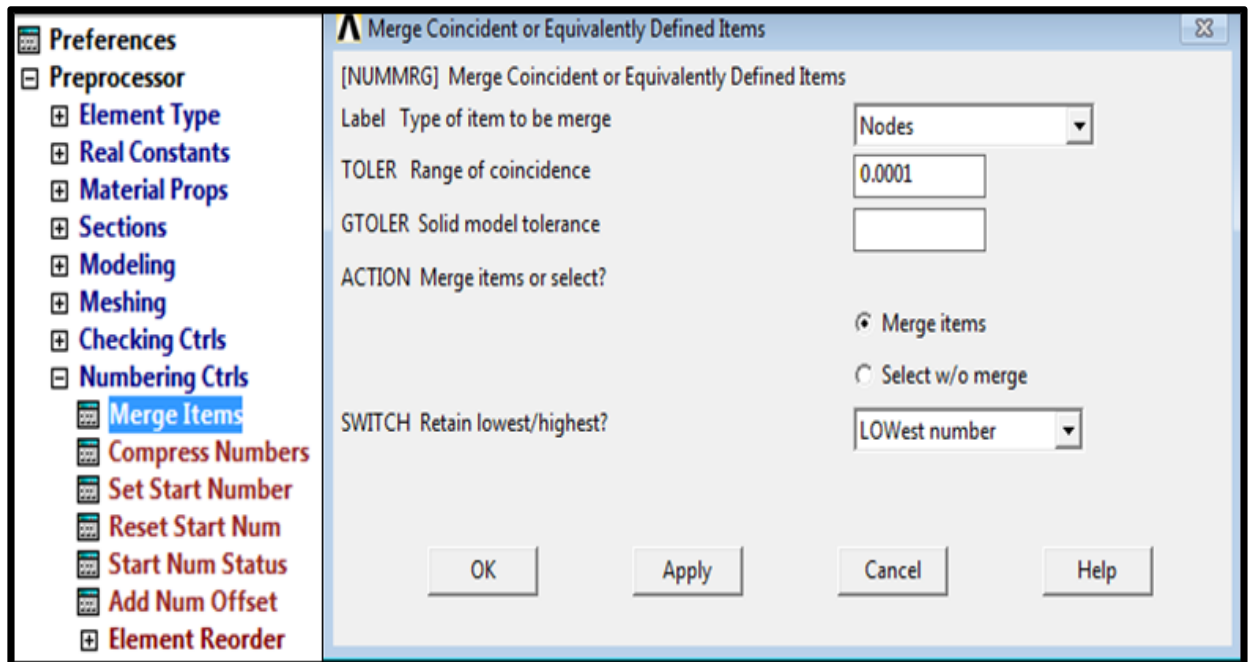 Preferences
Preprocessor
Element Type
Real Constants
Material Props
Sections
Modeling
Meshing
Checking Ctrls
Numbering Ctrls
Merge Items
Compress Numbers
Set Start Number
Reset Start Num
Start Num Status
Add Num Offset
Element Reorder
Merge Coincident or Equivalently Defined Items
[NUMMRG] Merge Coincident or Equivalently Defined Items
Label Type of item to be merge Nodes
TOLER Range of coincidence 0.0001
GTOLER Solid model tolerance
ACTION Merge items or select?
Merge items
Select w/o merge
SWITCH Retain lowest/highest? LOWest number
OK Apply Cancel Help